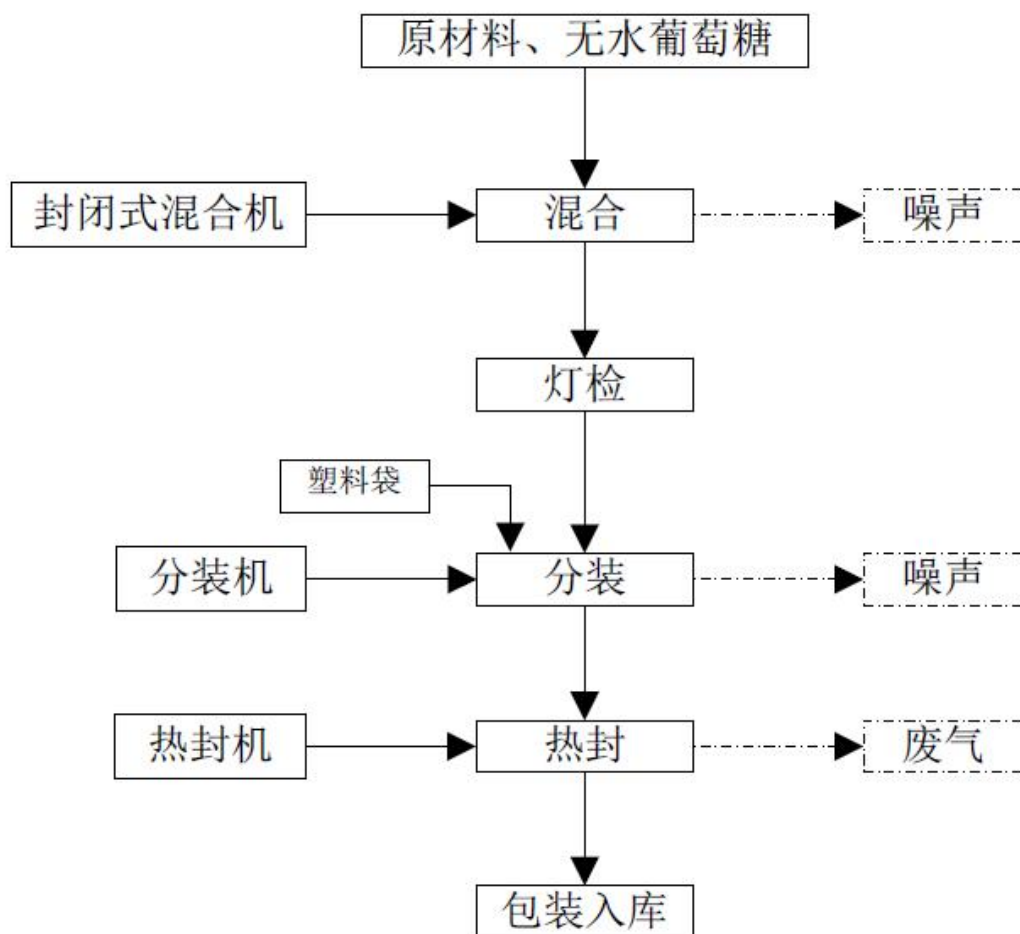 原材料、无水葡萄糖
封闭式混合机
混合
噪声
灯检
塑料袋
分装机
分装
噪声
热封机
热封
废气
包装入库